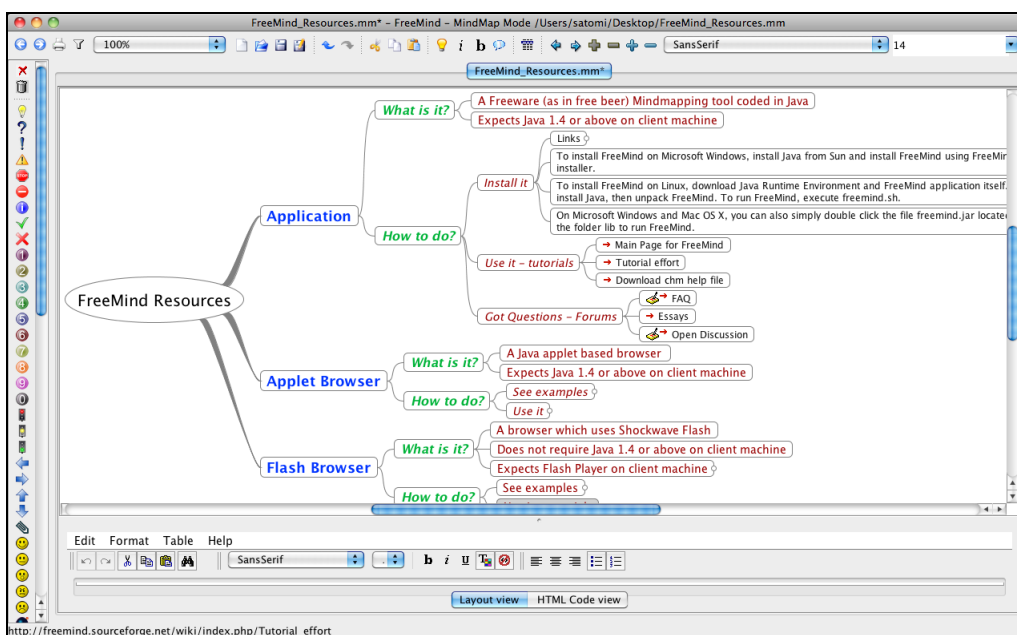 FreeMind_Resources.mm* – FreeMind – MindMap Mode /Users/satomi/Desktop/FreeMind_Resources.mm
100%
i
b
SansSerif
14
FreeMind_Resources.mm*
What is it?
A Freeware (as in free beer) Mindmapping tool coded in Java
Expects Java 1.4 or above on client machine
Links
To install FreeMind on Microsoft Windows, install Java from Sun and install FreeMind using
installer.
Install it
To install FreeMind on Linux, download Java Runtime Environment and FreeMind application itself.
install Java, then unpack FreeMind. To run FreeMind, execute freemind.sh.
On Microsoft Windows and Mac OS X, you can also simply double click the file freemind.jar
the folder lib to run FreeMind.
Application
How to do?
Use it – tutorials
Main Page for FreeMind
Tutorial effort
Download chm help file
FreeMind Resources
Got Questions – Forums
FAQ
Essays
Open Discussion
Applet Browser
What is it?
A Java applet based browser
Expects Java 1.4 or above on client machine
How to do?
See examples
Use it
Flash Browser
What is it?
A browser which uses Shockwave Flash
Does not require Java 1.4 or above on client machine
Expects Flash Player on client machine
How to do?
See examples
Edit Format Table Help
SansSerif
b i u
Layout view HTML Code view
http://freemind.sourceforge.net/wiki/index.php/Tutorial_effort